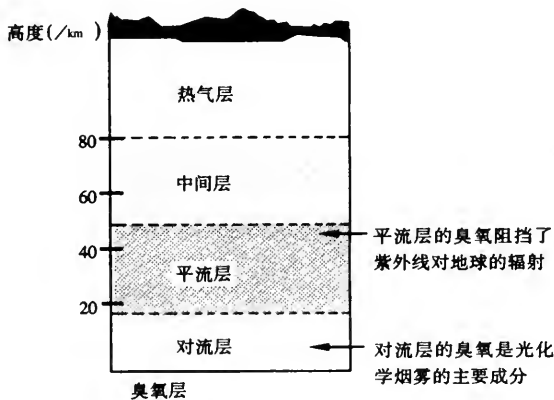 高度(/km)
热气层
80
中间层
60
平流层的臭氧阻挡了
紫外线对地球的辐射
40
平流层
20
对流层
对流层的臭氧是光化
学烟雾的主要成分
臭氧层